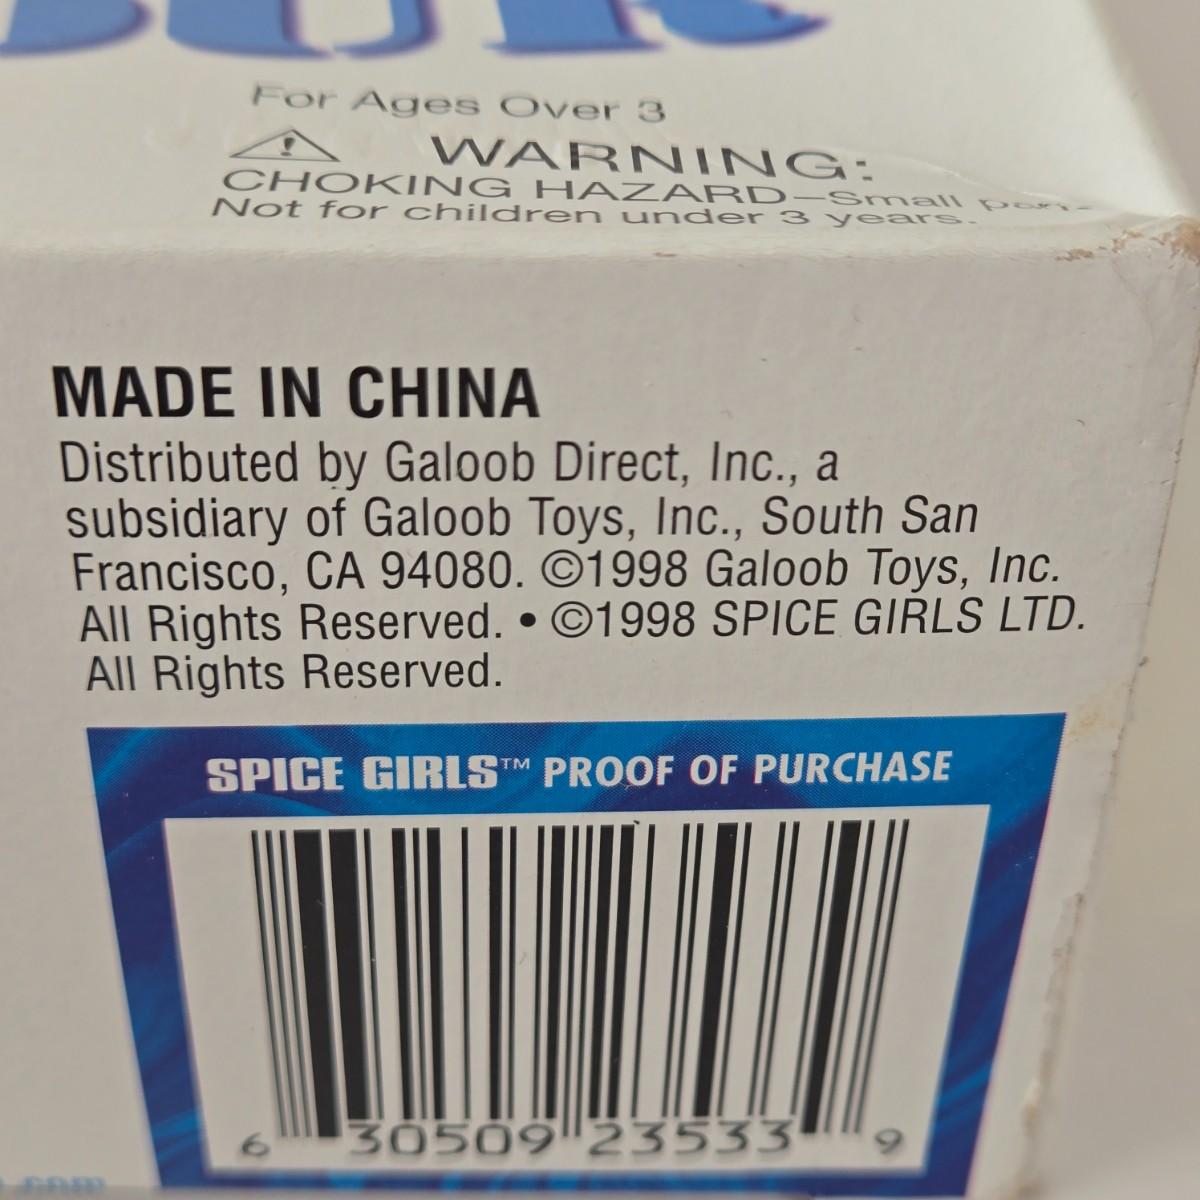 For Ages Over 3
WARNING:
CHOKING HAZARD–Small
Not for children under 3 years.
MADE IN CHINA
Distributed by Galoob Direct, Inc., a
subsidiary of Galoob Toys, Inc., South San
Francisco, CA 94080. ©1998 Galoob Toys, Inc.
All Rights Reserved. • ©1998 SPICE GIRLS LTD.
All Rights Reserved.
SPICE GIRLS™ PROOF OF PURCHASE
6 30509 23533 9